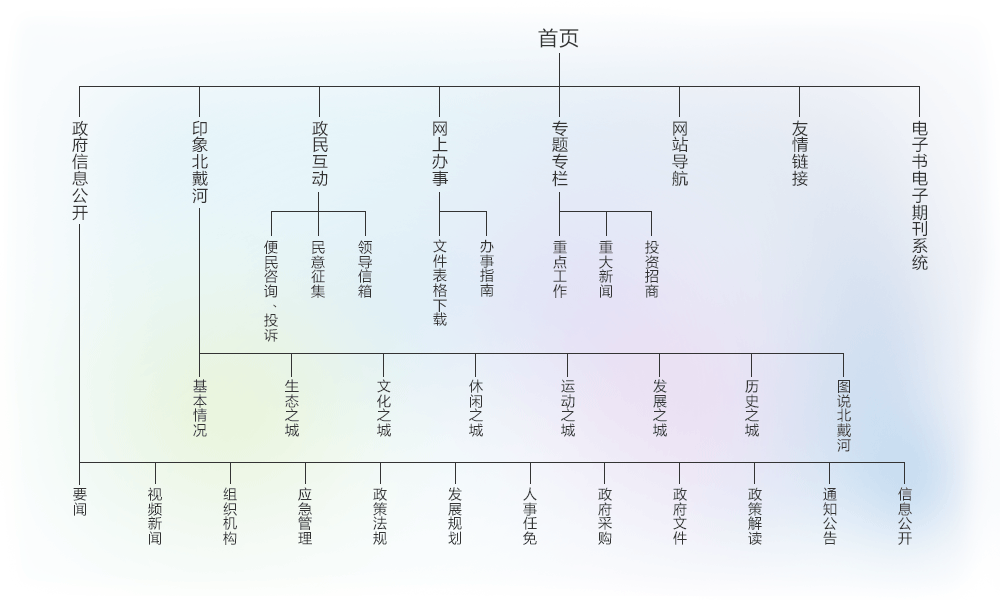 首页
政府信息公开
印象北戴河
政民互动
网上办事
专题专栏
网站导航
友情链接
电子书电子期刊系统
便民咨询、投诉
民意征集
领导信箱
文件表格下载
办事指南
重点工作
重大新闻
投资招商
基本情况
生态之城
文化之城
休闲之城
运动之城
发展之城
历史之城
图说北戴河
要闻
视频新闻
组织机构
应急管理
政策法规
发展规划
人事任免
政府采购
政府文件
政策解读
通知公告
信息公开